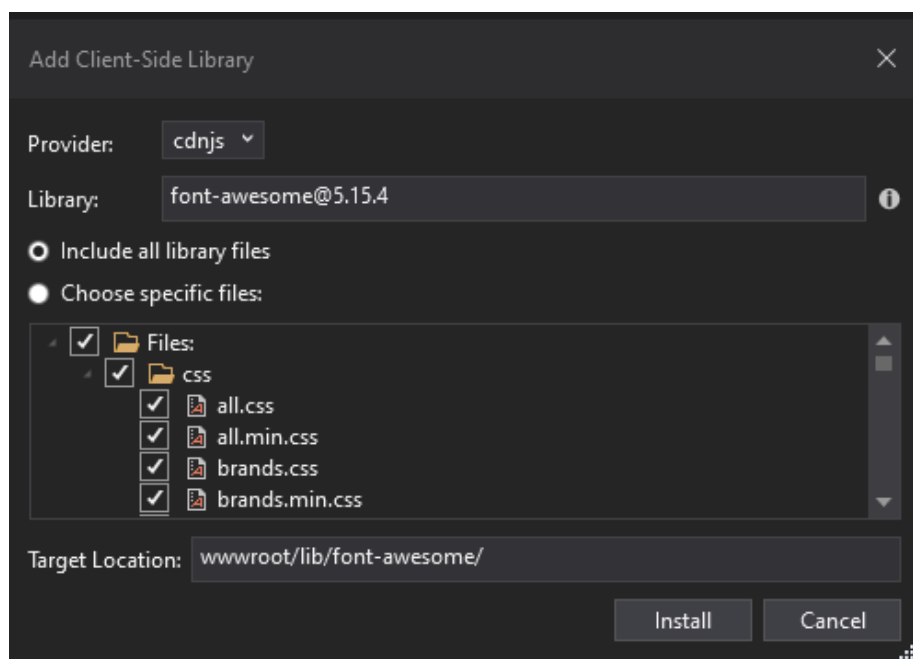 Add Client-Side Library
Provider: cdnjs
Library: font-awesome@5.15.4
Include all library files
Choose specific files:
Files:
css
all.css
all.min.css
brands.css
brands.min.css
Target Location: wwwroot/lib/font-awesome/
Install Cancel